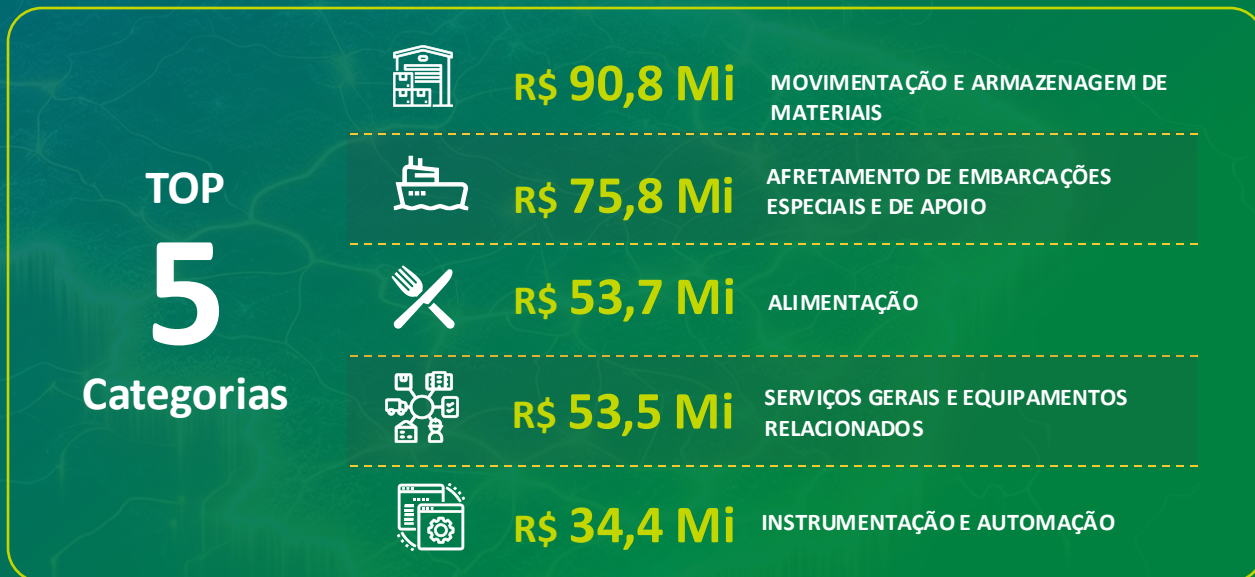 TOP
5
Categorias
R$ 90,8 Mi
MOVIMENTAÇÃO E ARMAZENAGEM DE
MATERIAIS
R$ 75,8 Mi
AFRETAMENTO DE EMBARCAÇÕES
ESPECIAIS E DE APOIO
R$ 53,7 Mi
ALIMENTAÇÃO
R$ 53,5 Mi
SERVIÇOS GERAIS E EQUIPAMENTOS
RELACIONADOS
R$ 34,4 Mi
INSTRUMENTAÇÃO E AUTOMAÇÃO